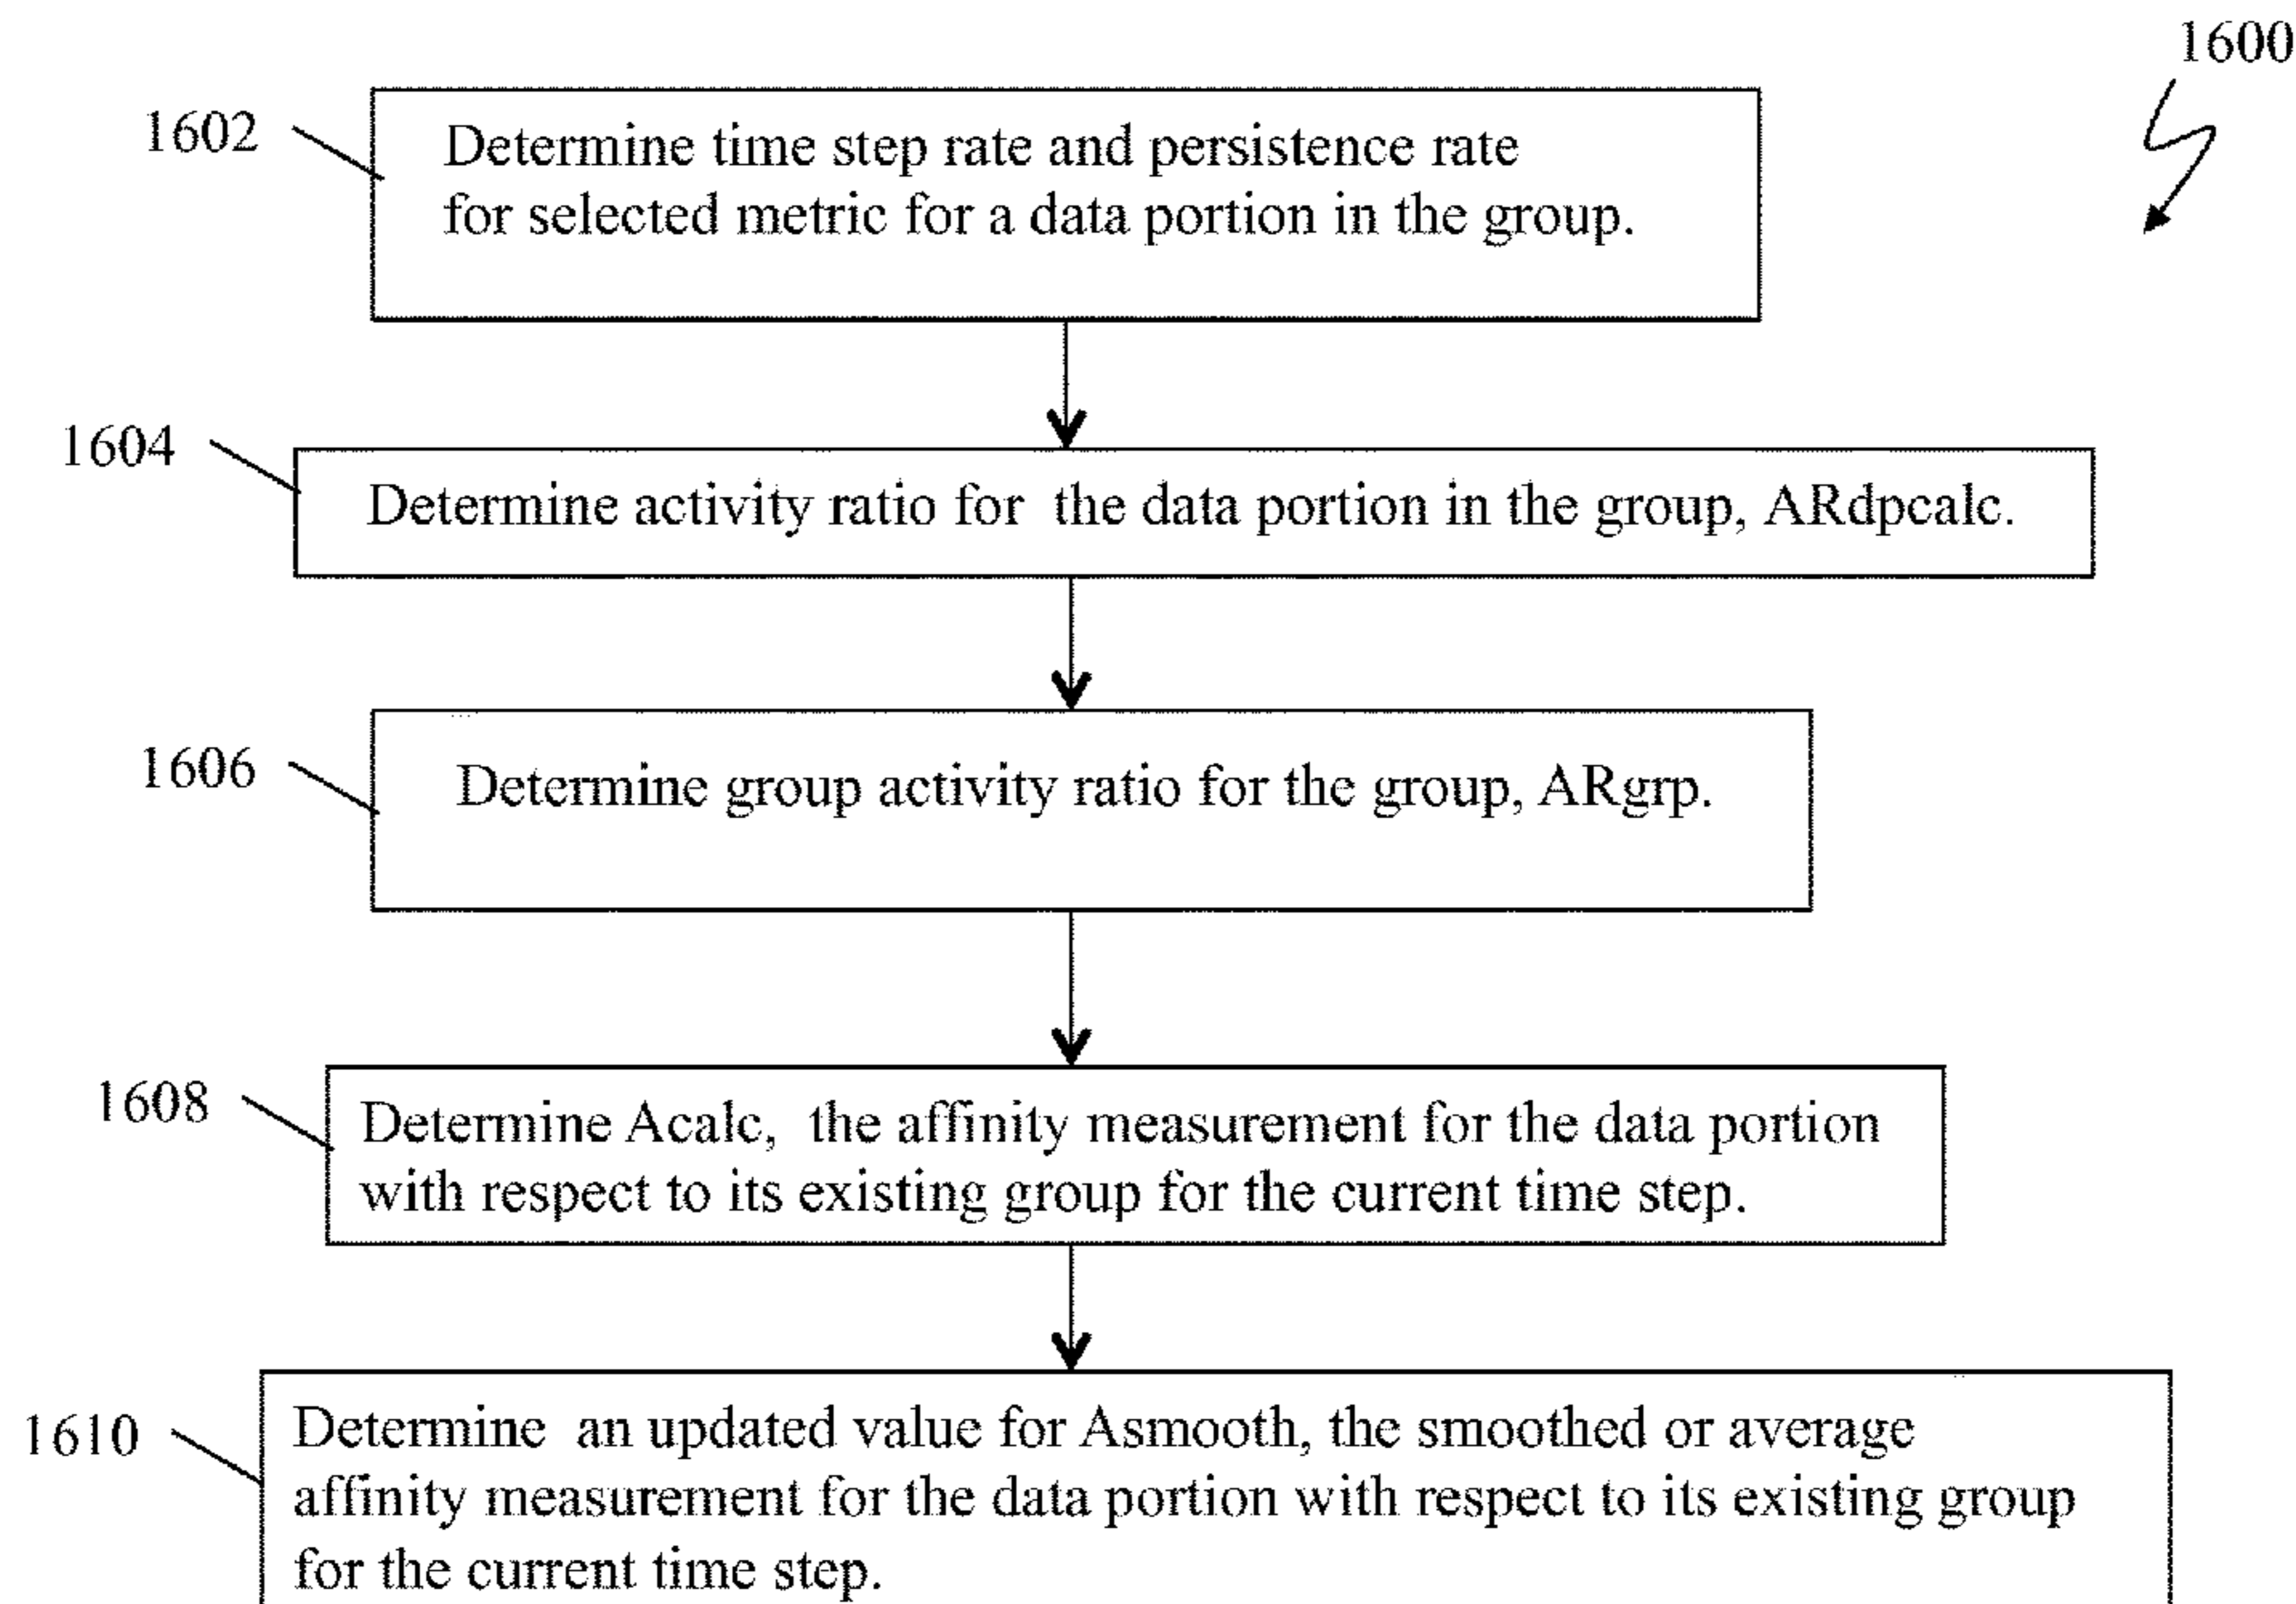 1600
1602
Determine time step rate and persistence rate
for selected metric for a data portion in the group.
1604
Determine activity ratio for the data portion in the group, ARdpcalc.
1606
Determine group activity ratio for the group, ARgrp.
1608
Determine Acalc, the affinity measurement for the data portion
with respect to its existing group for the current time step.
1610
Determine an updated value for Asmooth, the smoothed or average
affinity measurement for the data portion with respect to its existing group
for the current time step.